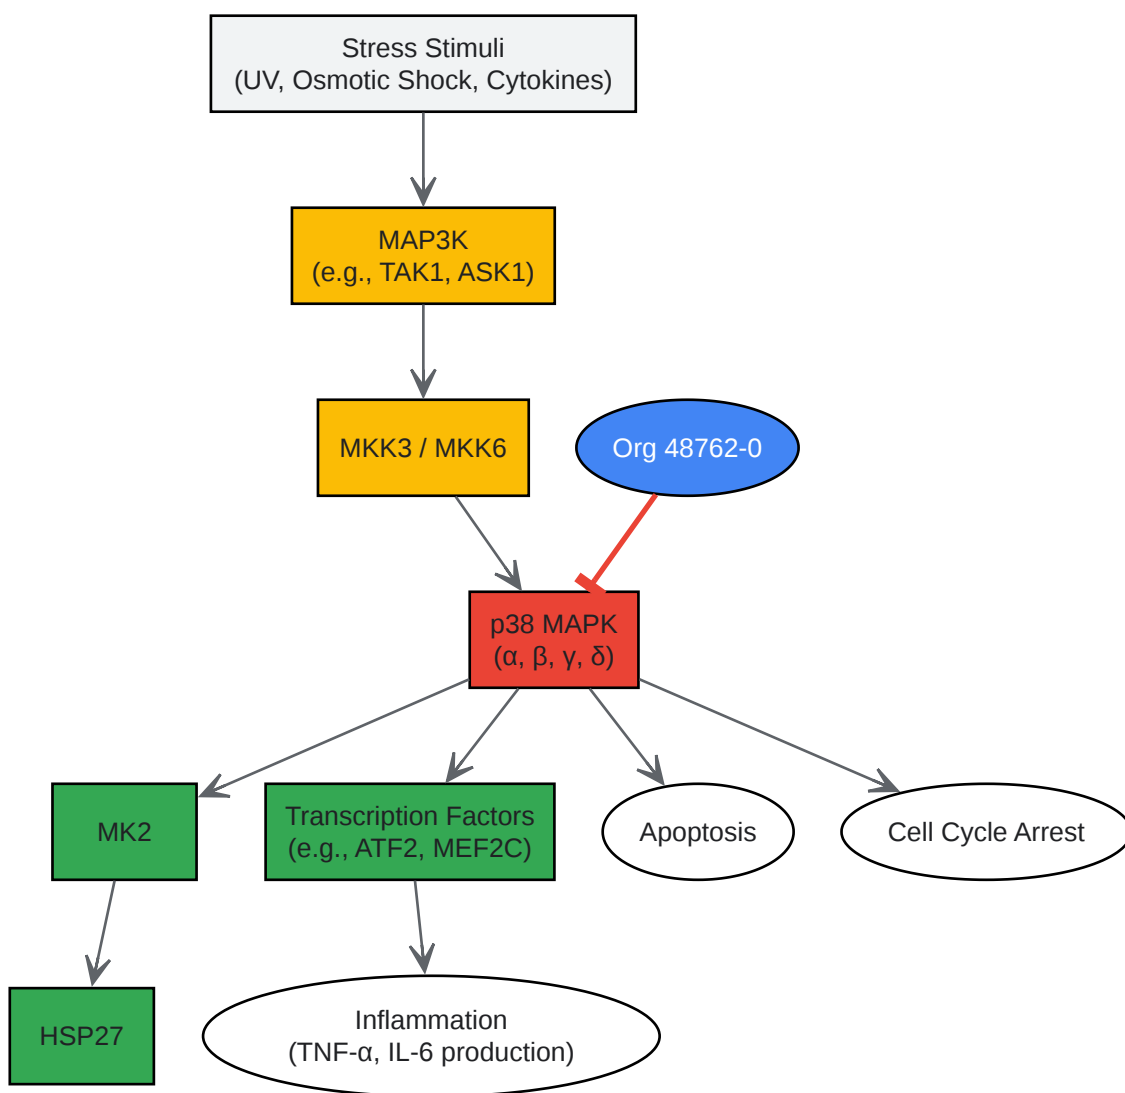 Stress Stimuli
(UV, Osmotic Shock, Cytokines)
MAP3K
(e.g., TAK1, ASK1)
MKK3 / MKK6
Org 48762-0
p38 MAPK
(α, β, γ, δ)
MK2
Transcription Factors
(e.g., ATF2, MEF2C)
Apoptosis
Cell Cycle Arrest
HSP27
Inflammation
(TNF-α, IL-6 production)